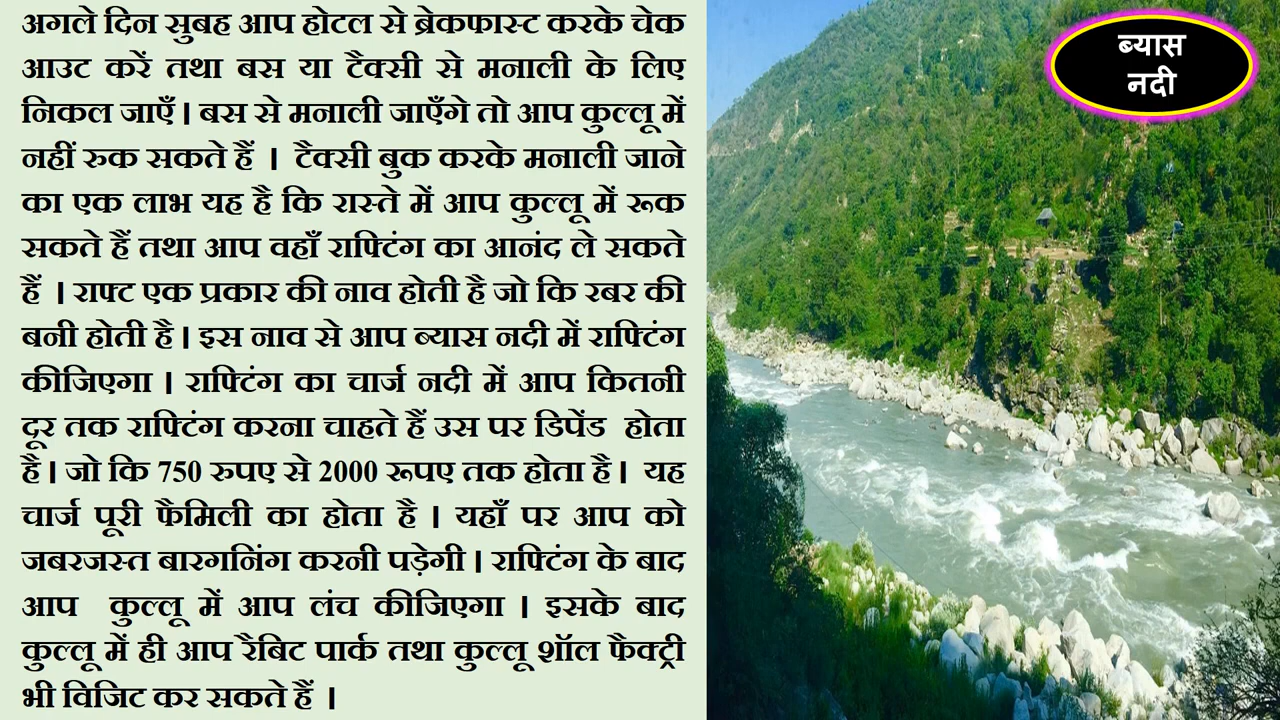 अगले दिन सुबह आप होटल से ब्रेकफास्ट करके चेक
आउट करें तथा बस या टैक्सी से मनाली के लिए
निकल जाएँ। बस से मनाली जाएँगे तो आप कुल्लू में
नहीं रुक सकते हैं । टैक्सी बुक करके मनाली जाने
का एक लाभ यह है कि रास्ते में आप कुल्लू में रूक
सकते हैं तथा आप वहाँ राफ्टिंग का आनंद ले सकते
हैं । राफ्ट एक प्रकार की नाव होती है जो कि रबर की
बनी होती है। इस नाव से आप ब्यास नदी में राफ्टिंग
कीजिएगा । राफ्टिंग का चार्ज नदी में आप कितनी
दूर तक राफ्टिंग करना चाहते हैं उस पर डिपेंड होता
है। जो कि 750 रुपए से 2000 रूपए तक होता है। यह
चार्ज पूरी फैमिली का होता है । यहाँ पर आप को
जबरजस्त बारगनिंग करनी पड़ेगी। राफ्टिंग के बाद
आप कुल्लू में आप लंच कीजिएगा । इसके बाद
कुल्लू में ही आप रैबिट पार्क तथा कुल्लू शॉल फैक्ट्री
भी विजिट कर सकते हैं ।
ब्यास
नदी